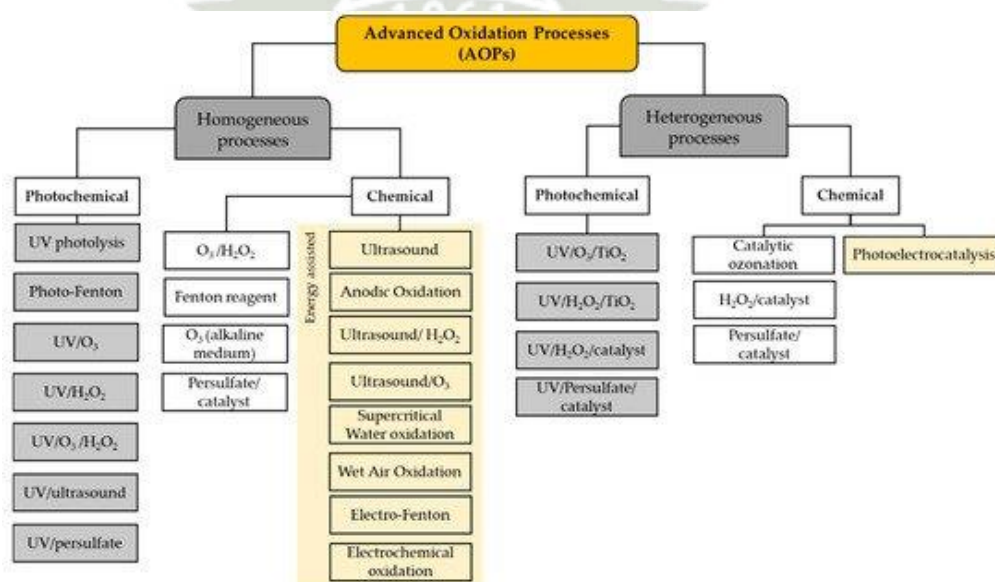 1961
Advanced Oxidation Processes
(AOPs)
Homogeneous
processes
Heterogeneous
processes
Photochemical
Chemical
Photochemical
Chemical
UV photolysis
Photo-Fenton
UV/O₃
UV/H₂O₂
UV/O₃/H₂O₂
UV/ultrasound
UV/persulfate
O₃/H₂O₂
Fenton reagent
O₃ (alkaline
medium)
Persulfate/
catalyst
Energy assisted
Ultrasound
Anodic Oxidation
Ultrasound/ H₂O₂
Ultrasound/O₃
Supercritical
Water oxidation
Wet Air Oxidation
Electro-Fenton
Electrochemical
oxidation
UV/O₃/TiO₂
UV/H₂O₂/TiO₂
UV/H₂O₂/catalyst
UV/Persulfate/
catalyst
Catalytic
ozonation
H₂O₂/catalyst
Persulfate/
catalyst
Photoelectrocatalysis